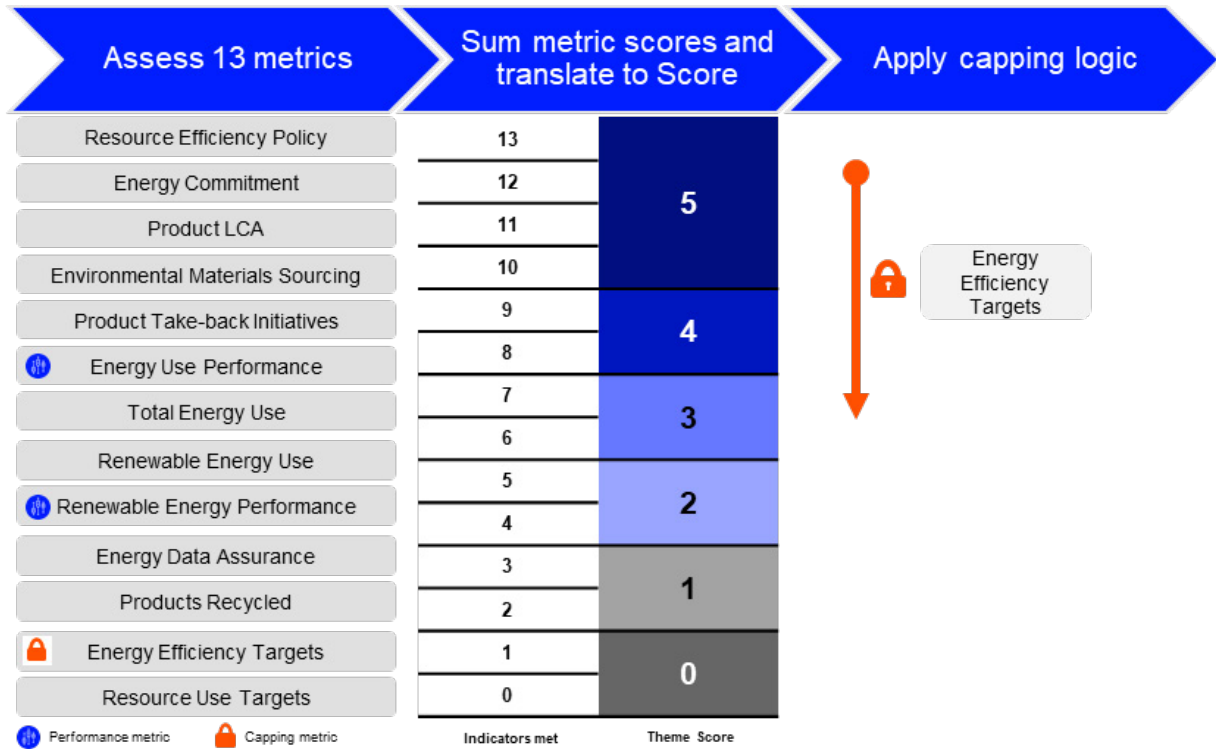 Assess 13 metrics
Sum metric scores and
translate to Score
Apply capping logic
Resource Efficiency Policy
Energy Commitment
Product LCA
Environmental Materials Sourcing
Product Take-back Initiatives
Energy Use Performance
Total Energy Use
Renewable Energy Use
Renewable Energy Performance
Energy Data Assurance
Products Recycled
Energy Efficiency Targets
Resource Use Targets
Performance metric
Capping metric
13
12
11
10
9
8
7
6
5
4
3
2
1
0
Indicators met
5
4
3
2
1
0
Theme Score
Energy
Efficiency
Targets